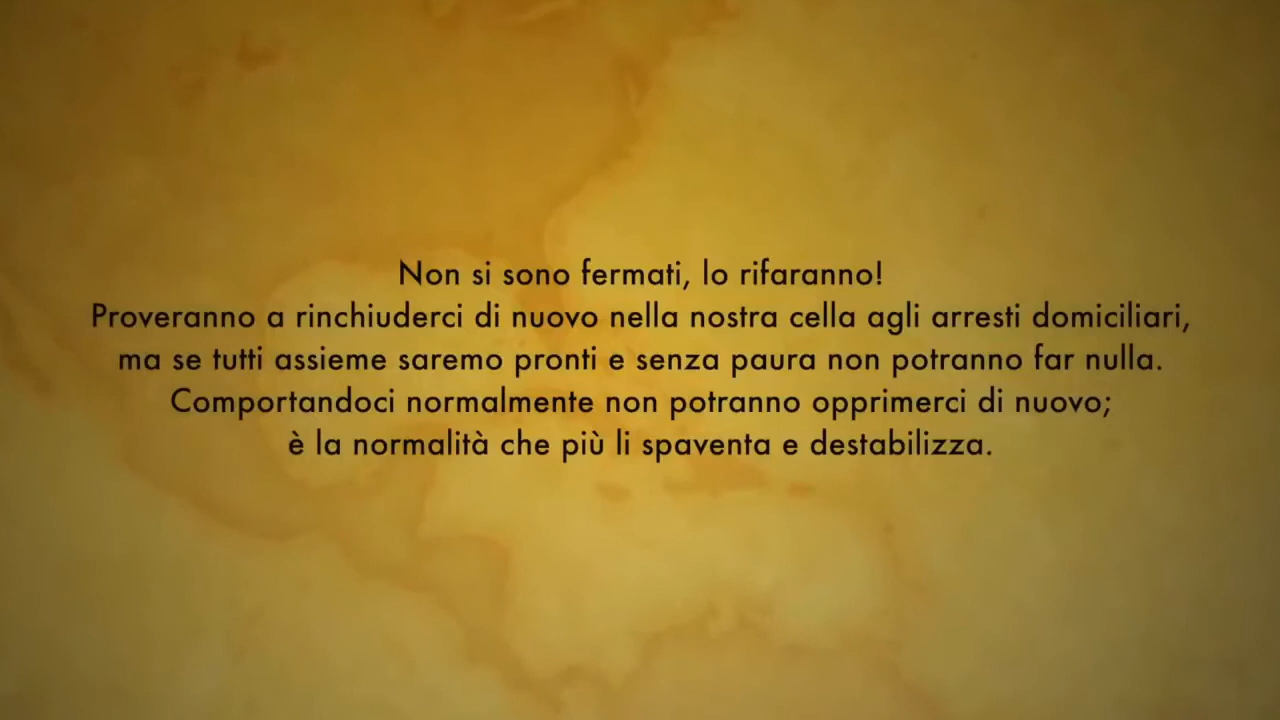 Non si sono fermati, lo rifaranno!
Proveranno a rinchiuderci di nuovo nella nostra cella agli arresti domiciliari,
ma se tutti assieme saremo pronti e senza paura non potranno far nulla.
Comportandoci normalmente non potranno opprimerci di nuovo;
è la normalità che più li spaventa e destabilizza.